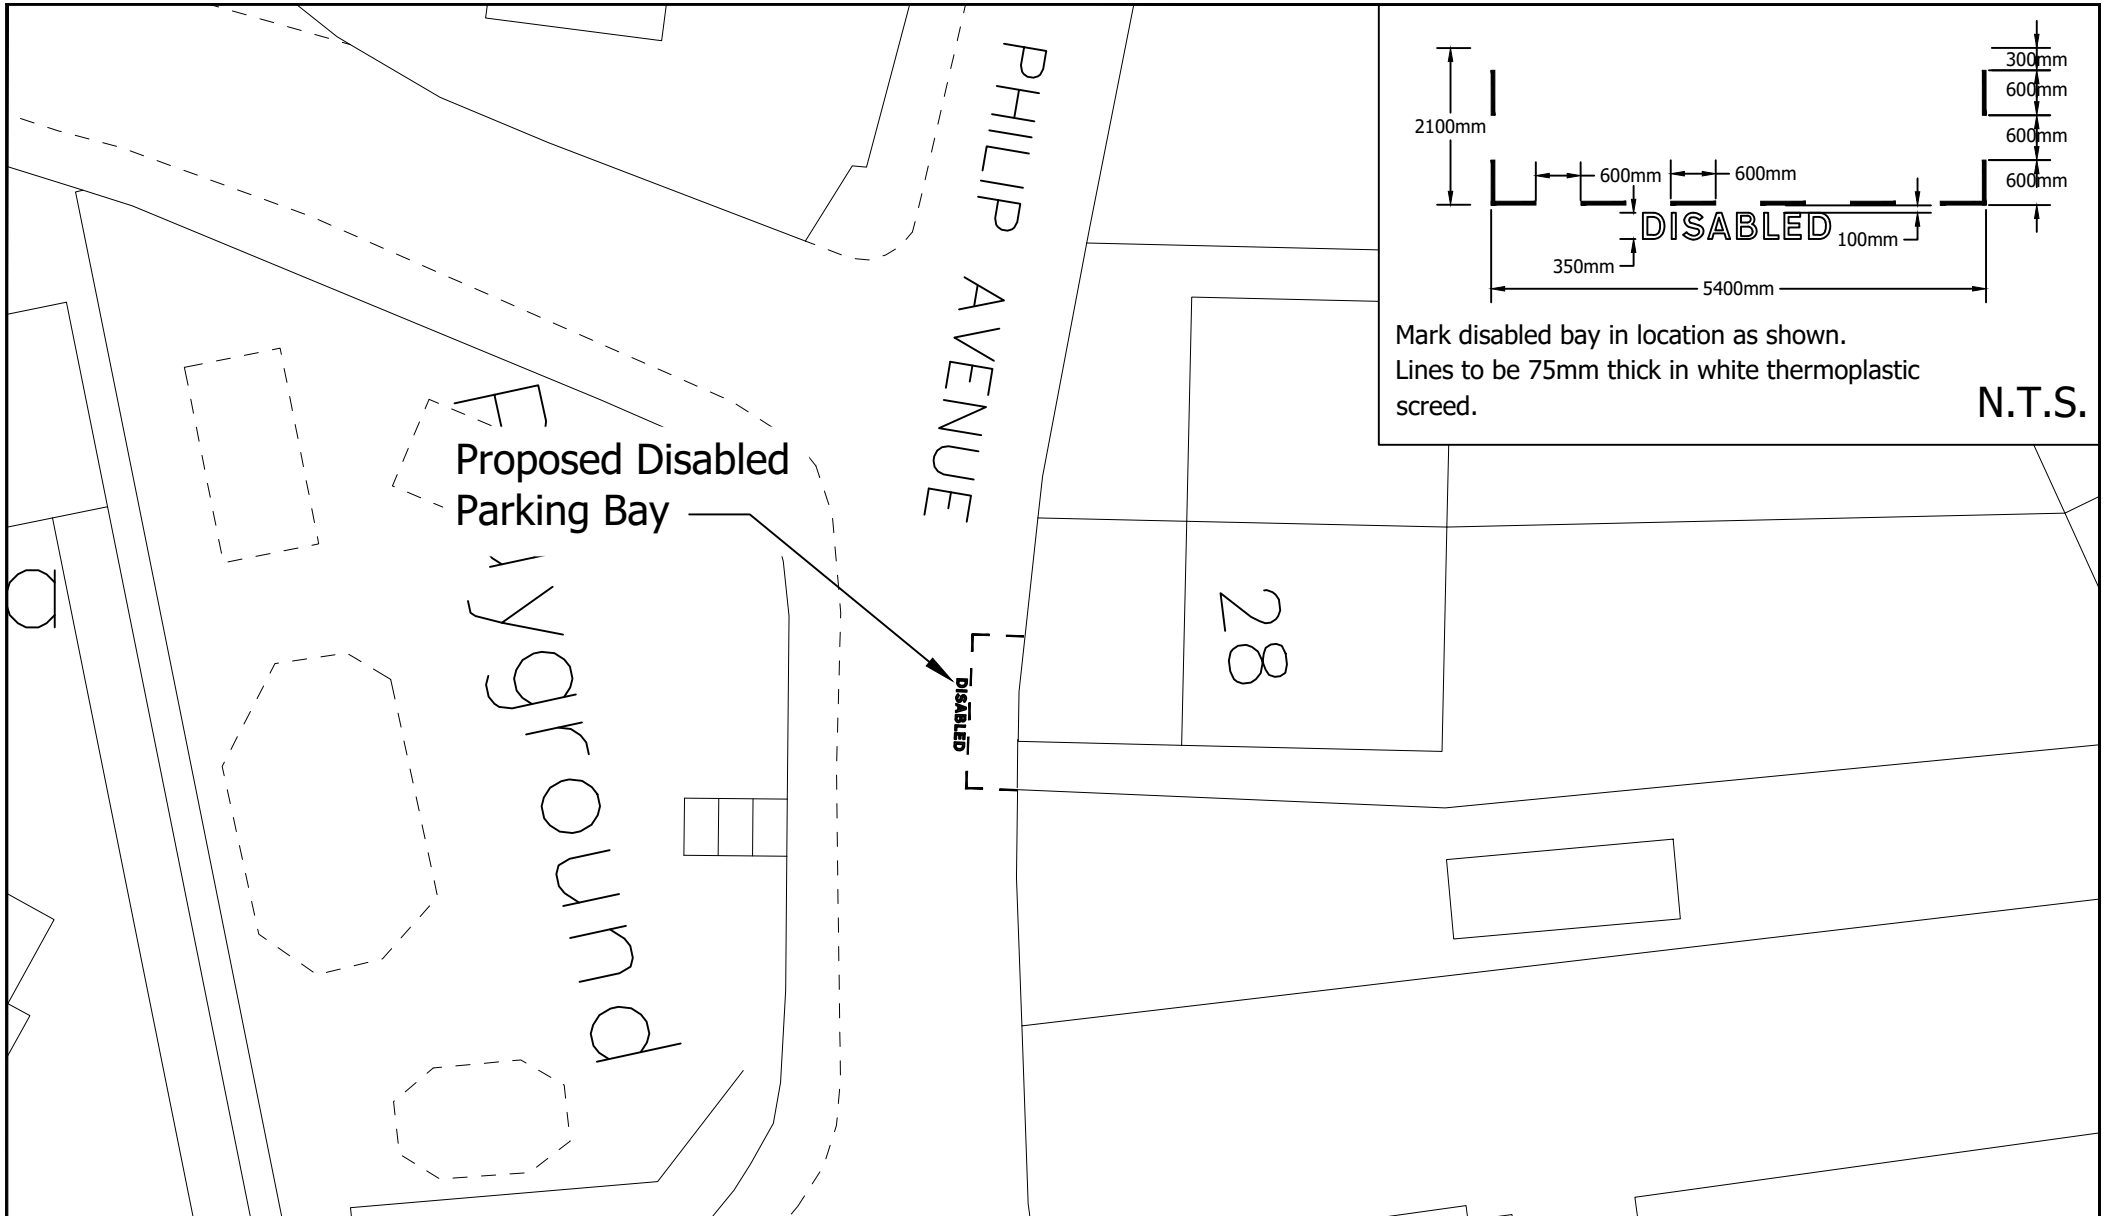 PHILIP AVENUE
Playground
Proposed Disabled
Parking Bay
DISABLED
28
2100mm
300mm
600mm
600mm
600mm
600mm
600mm
DISABLED
100mm
350mm
5400mm
Mark disabled bay in location as shown.
Lines to be 75mm thick in white thermoplastic
screed.
N.T.S.